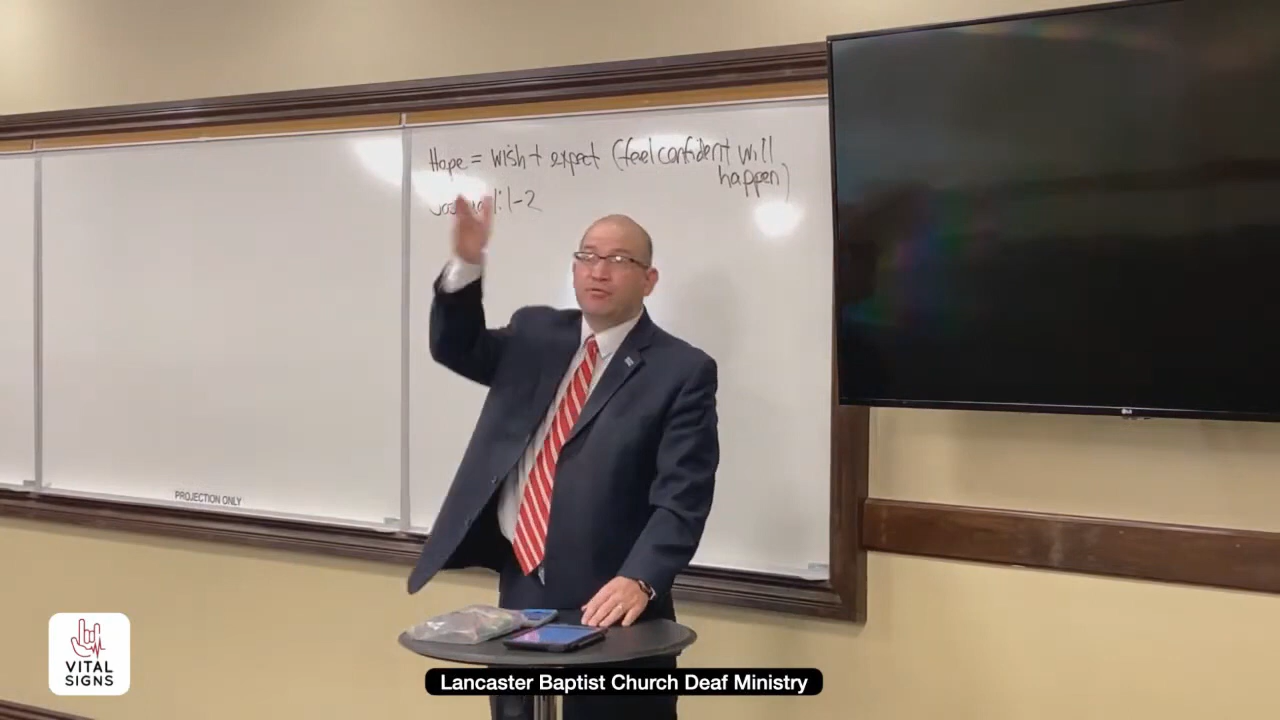 Hope = wish + expect (feel confident will
happen)
1:1-2
PROJECTION ONLY
LG
VITAL
SIGNS
Lancaster Baptist Church Deaf Ministry